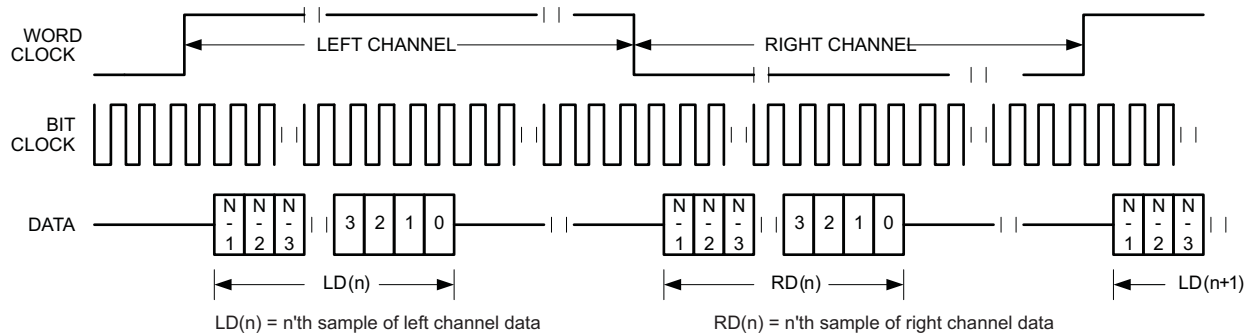 WORD
CLOCK
LEFT CHANNEL
RIGHT CHANNEL
BIT
CLOCK
DATA
N
-
1
N
-
2
N
-
3
3 2 1 0
N
-
1
N
-
2
N
-
3
3 2 1 0
N
-
1
N
-
2
N
-
3
LD(n)
RD(n)
LD(n+1)
LD(n) = n'th sample of left channel data
RD(n) = n'th sample of right channel data